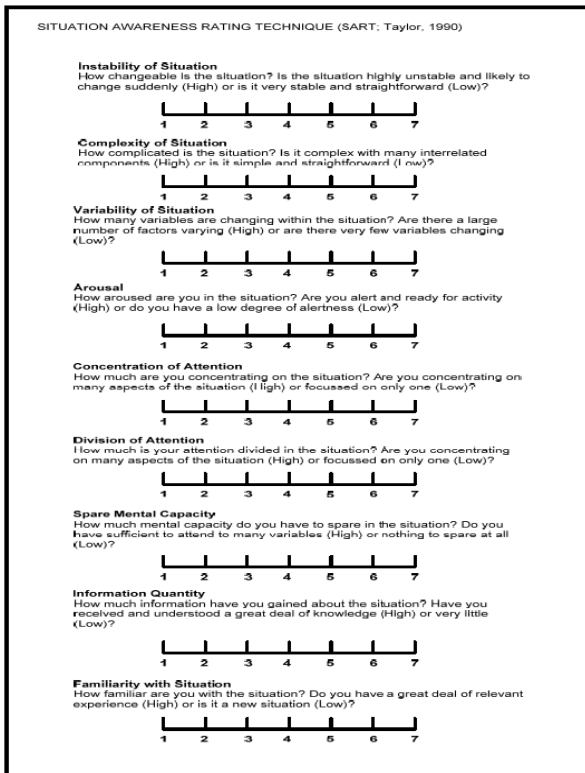 SITUATION AWARENESS RATING TECHNIQUE (SART; Taylor, 1990)
Instability of Situation
How changeable is the situation? Is the situation highly unstable and likely to
change suddenly (High) or is it very stable and straightforward (Low)?
1 2 3 4 5 6 7
Complexity of Situation
How complicated is the situation? Is it complex with many interrelated
components (High) or is it simple and straightforward (Low)?
1 2 3 4 5 6 7
Variability of Situation
How many variables are changing within the situation? Are there a large
number of factors varying (High) or are there very few variables changing
(Low)?
1 2 3 4 5 6 7
Arousal
How aroused are you in the situation? Are you alert and ready for activity
(High) or do you have a low degree of alertness (Low)?
1 2 3 4 5 6 7
Concentration of Attention
How much are you concentrating on the situation? Are you concentrating on
many aspects of the situation (High) or focussed on only one (Low)?
1 2 3 4 5 6 7
Division of Attention
How much is your attention divided in the situation? Are you concentrating
on many aspects of the situation (High) or focussed on only one (Low)?
1 2 3 4 5 6 7
Spare Mental Capacity
How much mental capacity do you have to spare in the situation? Do you
have sufficient to attend to many variables (High) or nothing to spare at all
(Low)?
1 2 3 4 5 6 7
Information Quantity
How much information have you gained about the situation? Have you
received and understood a great deal of knowledge (High) or very little
(Low)?
1 2 3 4 5 6 7
Familiarity with Situation
How familiar are you with the situation? Do you have a great deal of relevant
experience (High) or is it a new situation (Low)?
1 2 3 4 5 6 7